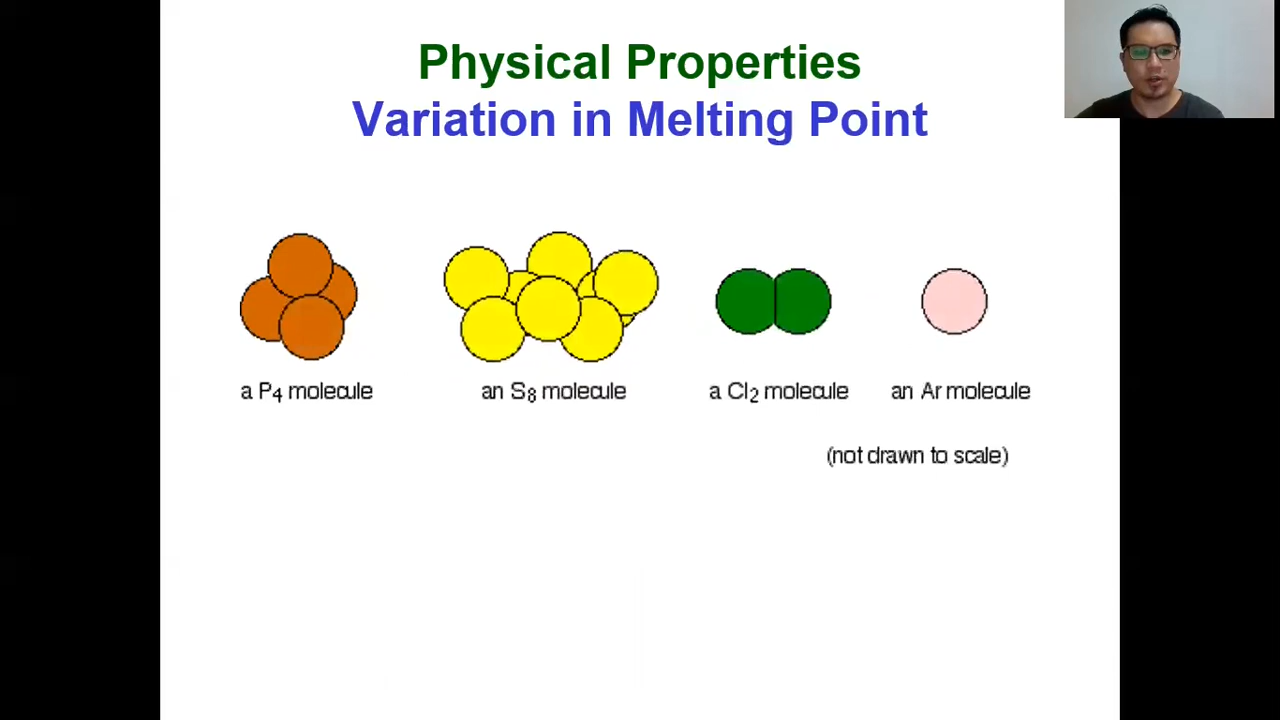 Physical Properties
Variation in Melting Point
a P4 molecule an S8 molecule a Cl2 molecule an Ar molecule
(not drawn to scale)